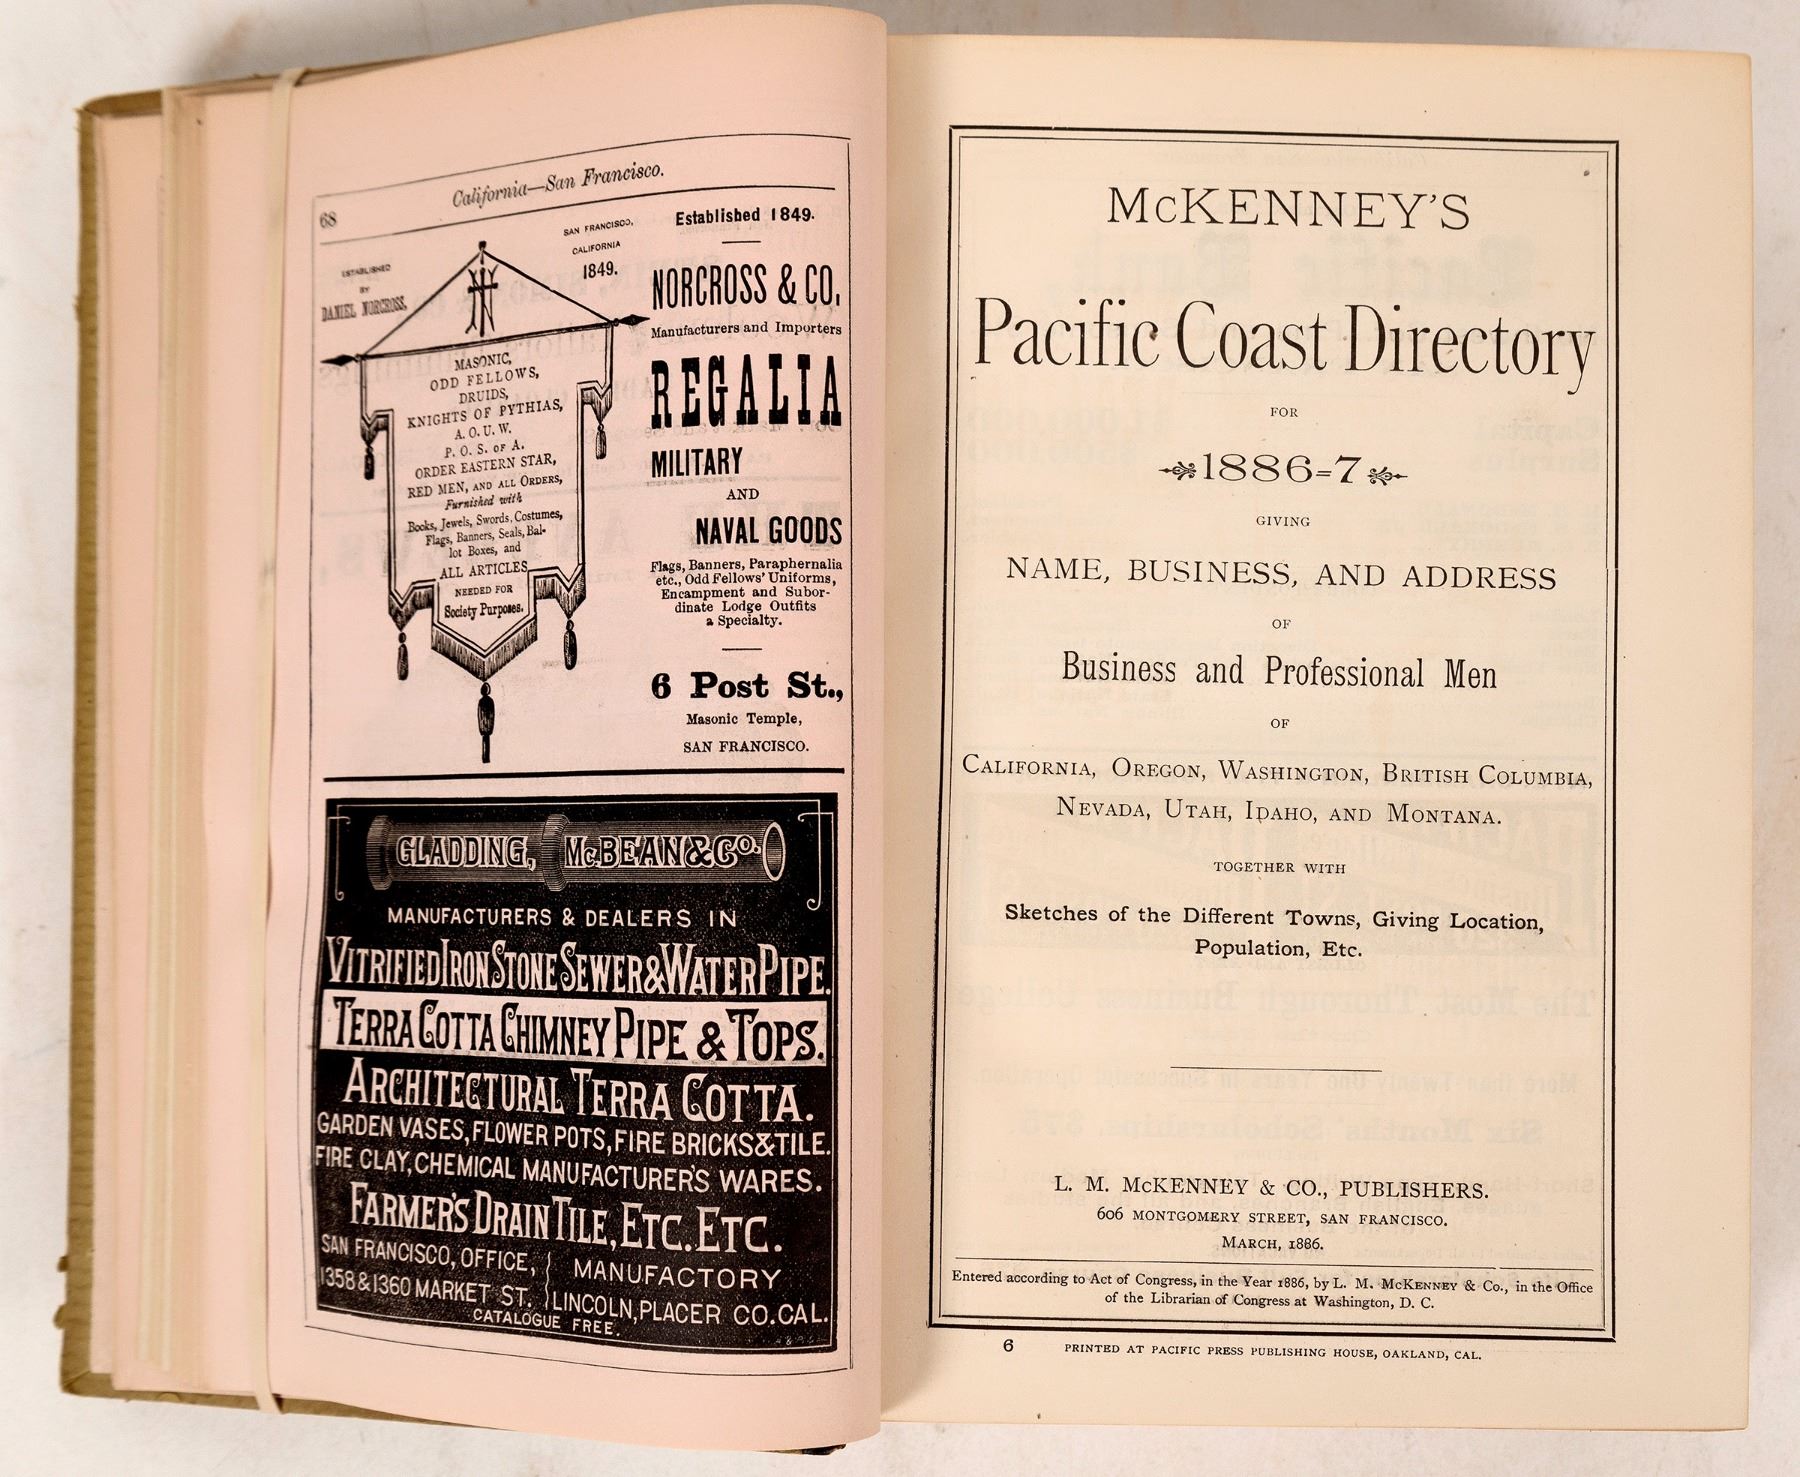 68
California—San Francisco.
ESTABLISHED
BY
DANIEL NORCROSS.
SAN FRANCISCO,
CALIFORNIA
1849.
MASONIC,
ODD FELLOWS,
DRUIDS,
KNIGHTS OF PYTHIAS,
A. O. U. W.
P. O. S. OF A.
ORDER EASTERN STAR,
RED MEN, AND ALL ORDERS,
Furnished with
Books, Jewels, Swords, Costumes,
Flags, Banners, Seals, Bal-
lot Boxes, and
ALL ARTICLES
NEEDED FOR
Society Purposes.
Established 1849.
NORCROSS & CO.
Manufacturers and Importers
REGALIA
MILITARY
AND
NAVAL GOODS
Flags, Banners, Paraphernalia
etc., Odd Fellows' Uniforms,
Encampment and Subor-
dinate Lodge Outfits
a Specialty.
6 Post St.,
Masonic Temple,
SAN FRANCISCO.
GLADDING, McBEAN & Co.
MANUFACTURERS & DEALERS IN
VITRIFIED IRON STONE SEWER & WATER PIPE.
TERRA COTTA CHIMNEY PIPE & TOPS.
ARCHITECTURAL TERRA COTTA.
GARDEN VASES, FLOWER POTS, FIRE BRICKS & TILE.
FIRE CLAY, CHEMICAL MANUFACTURER'S WARES.
FARMER'S DRAIN TILE, ETC. ETC.
SAN FRANCISCO, OFFICE,
1358 & 1360 MARKET ST.
MANUFACTORY
LINCOLN, PLACER CO. CAL.
CATALOGUE FREE.
McKENNEY'S
Pacific Coast Directory
FOR
1886=7
GIVING
NAME, BUSINESS, AND ADDRESS
OF
Business and Professional Men
OF
CALIFORNIA, OREGON, WASHINGTON, BRITISH COLUMBIA,
NEVADA, UTAH, IDAHO, AND MONTANA.
TOGETHER WITH
Sketches of the Different Towns, Giving Location,
Population, Etc.
L. M. McKENNEY & CO., PUBLISHERS.
606 MONTGOMERY STREET, SAN FRANCISCO.
MARCH, 1886.
Entered according to Act of Congress, in the Year 1886, by L. M. McKENNEY & Co., in the Office
of the Librarian of Congress at Washington, D. C.
6 PRINTED AT PACIFIC PRESS PUBLISHING HOUSE, OAKLAND, CAL.